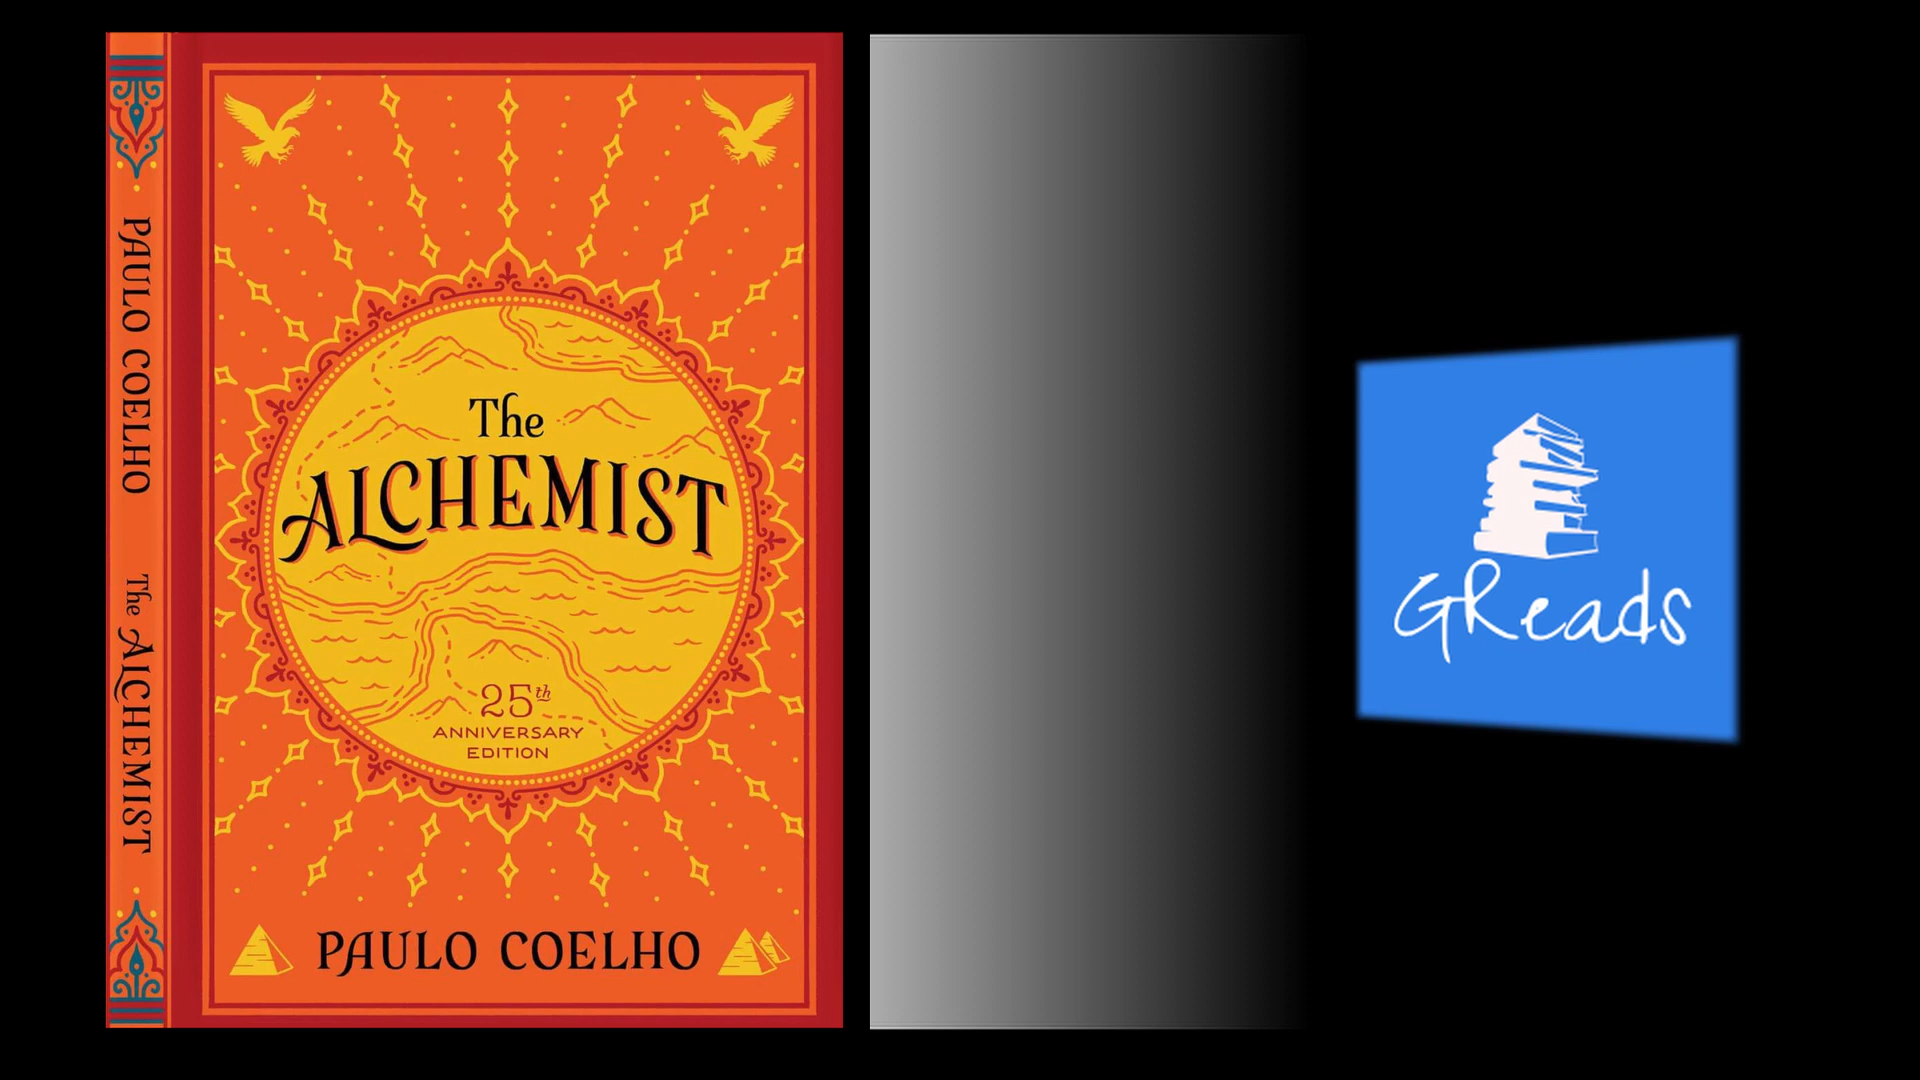 PAULO COELHO
The ALCHEMIST
The
ALCHEMIST
25th
ANNIVERSARY
EDITION
PAULO COELHO
GReads